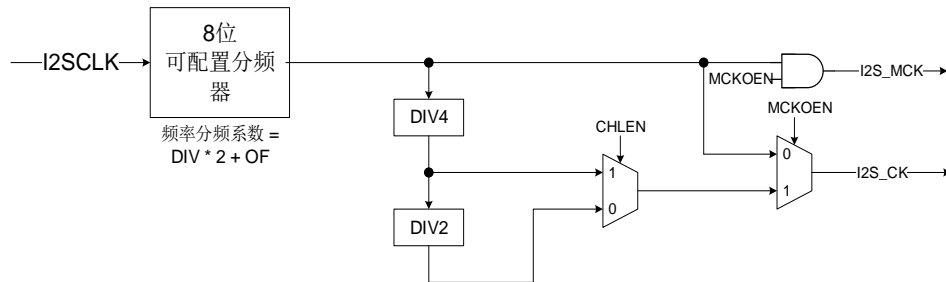 I2SCLK
8位
可配置分频
器
频率分频系数 =
DIV * 2 + OF
DIV4
DIV2
CHLEN
1
0
MCKOEN
I2S_MCK
MCKOEN
0
1
I2S_CK